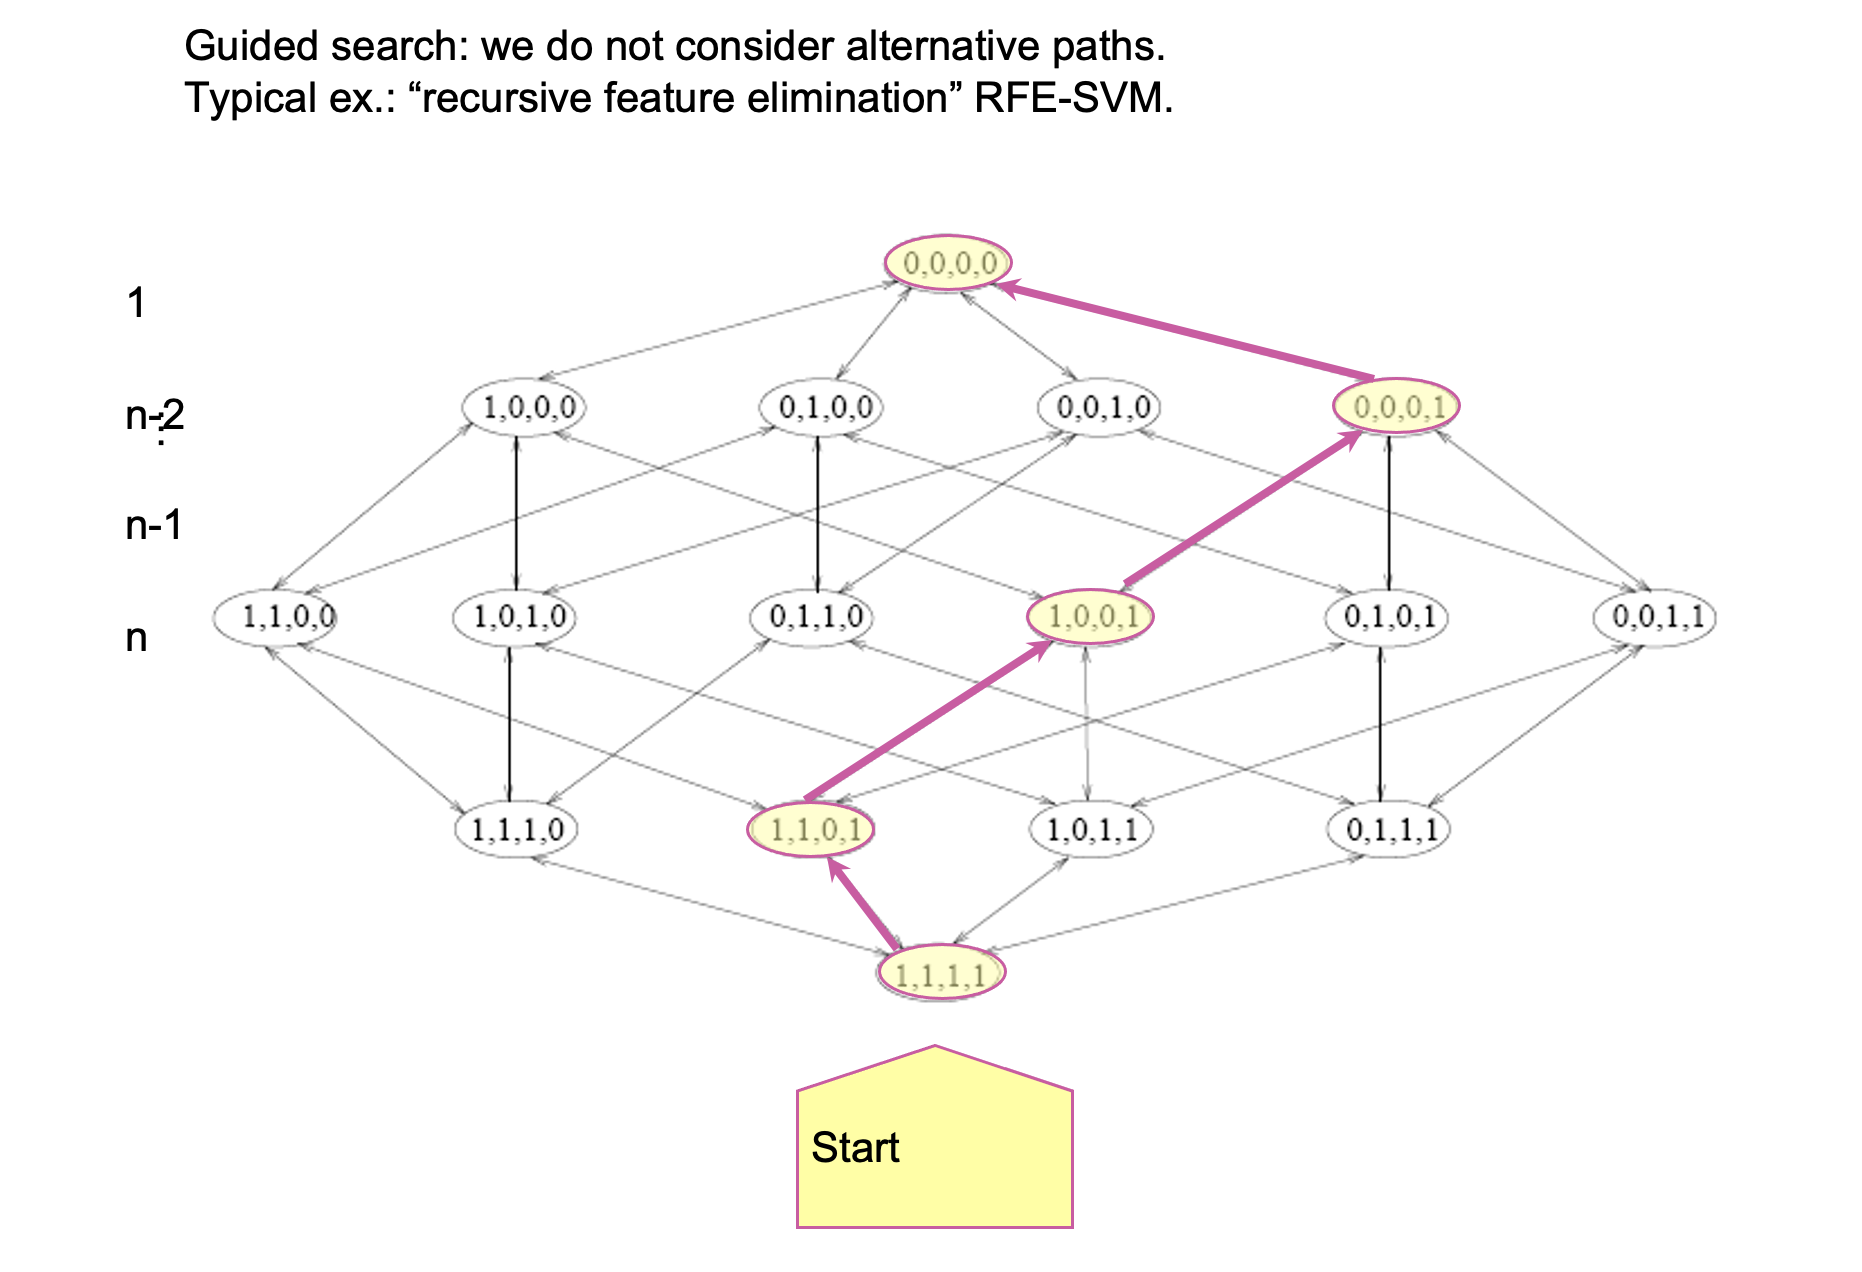 Guided search: we do not consider alternative paths.
Typical ex.: “recursive feature elimination” RFE-SVM.
0,0,0,0
1
1,0,0,0 0,1,0,0 0,0,1,0 0,0,0,1
n-2
:
n-1
1,1,0,0 1,0,1,0 0,1,1,0 1,0,0,1 0,1,0,1 0,0,1,1
n
1,1,1,0 1,1,0,1 1,0,1,1 0,1,1,1
1,1,1,1
Start